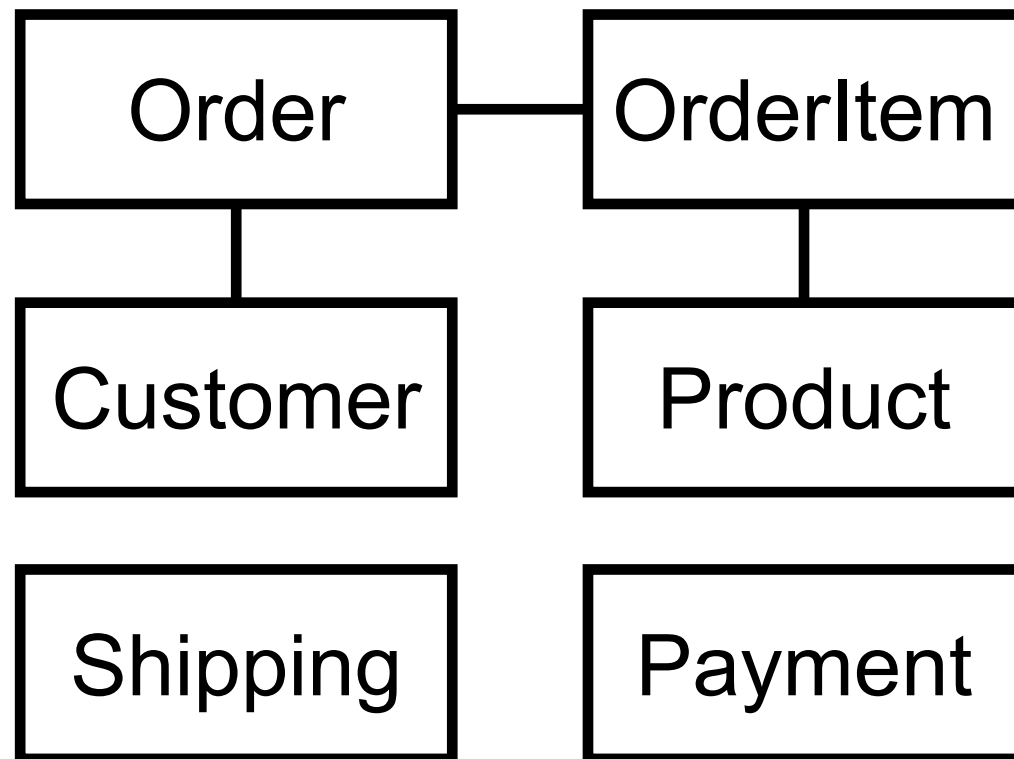 Order
OrderItem
Customer
Product
Shipping
Payment